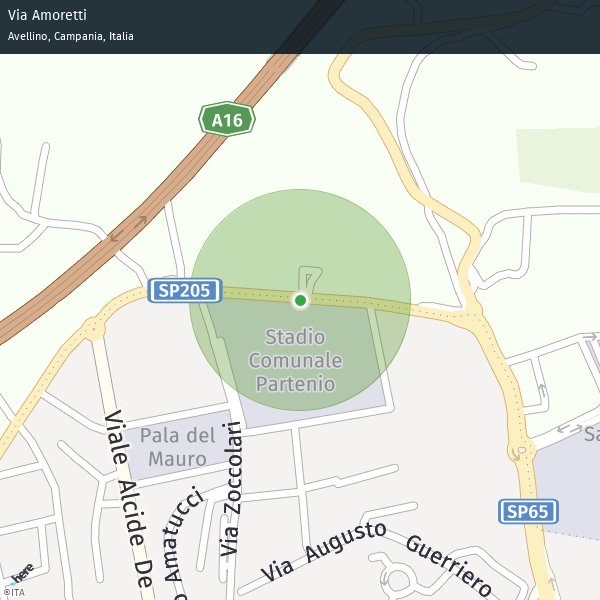 Via Amoretti
Avellino, Campania, Italia
A16
SP205
Stadio
Comunale
Partenio
Pala del
Mauro
Viale Alcide De
Via Zoccolari
Amatucci
Via Augusto Guerriero
SP65
Sa
here
©ITA